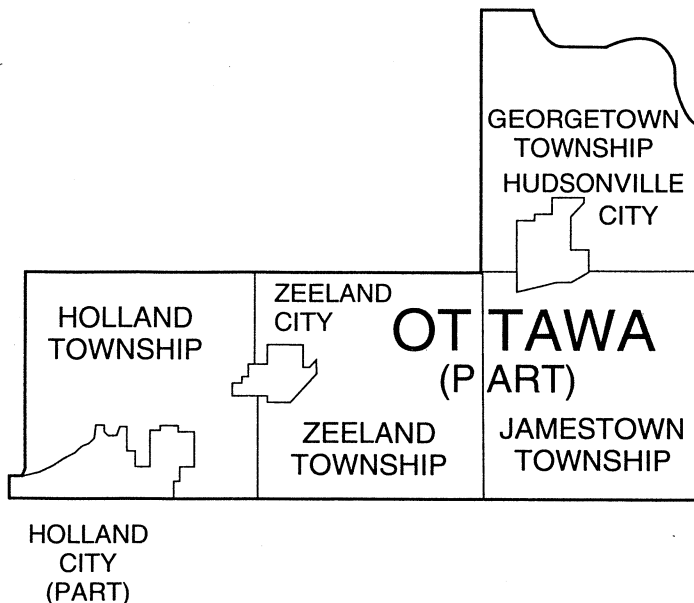 GEORGETOWN
TOWNSHIP
HUDSONVILLE
CITY
ZEELAND
CITY
HOLLAND
TOWNSHIP
OTTAWA
(PART)
ZEELAND
TOWNSHIP
JAMESTOWN
TOWNSHIP
HOLLAND
CITY
(PART)